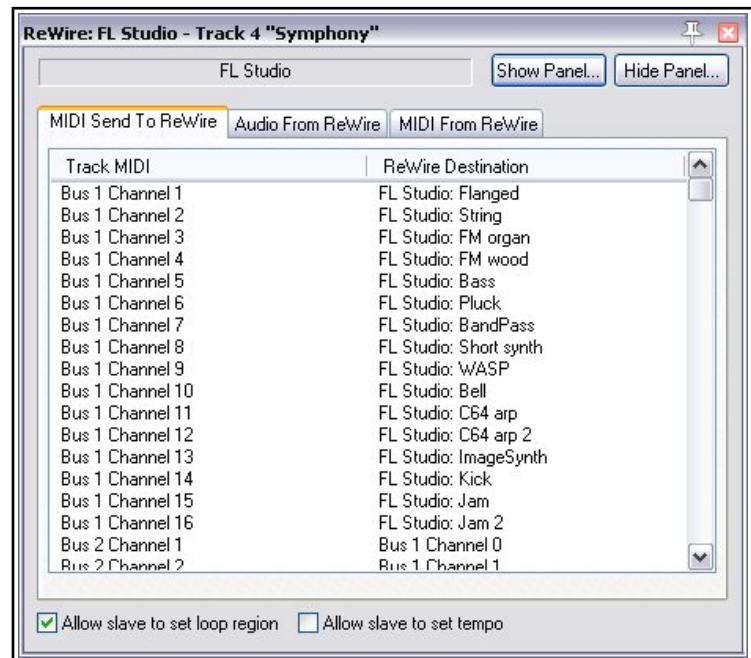 ReWire: FL Studio - Track 4 "Symphony"
FL Studio Show Panel... Hide Panel...
MIDI Send To ReWire Audio From ReWire MIDI From ReWire
Track MIDI ReWire Destination
Bus 1 Channel 1 FL Studio: Flanged
Bus 1 Channel 2 FL Studio: String
Bus 1 Channel 3 FL Studio: FM organ
Bus 1 Channel 4 FL Studio: FM wood
Bus 1 Channel 5 FL Studio: Bass
Bus 1 Channel 6 FL Studio: Pluck
Bus 1 Channel 7 FL Studio: BandPass
Bus 1 Channel 8 FL Studio: Short synth
Bus 1 Channel 9 FL Studio: WASP
Bus 1 Channel 10 FL Studio: Bell
Bus 1 Channel 11 FL Studio: C64 arp
Bus 1 Channel 12 FL Studio: C64 arp 2
Bus 1 Channel 13 FL Studio: ImageSynth
Bus 1 Channel 14 FL Studio: Kick
Bus 1 Channel 15 FL Studio: Jam
Bus 1 Channel 16 FL Studio: Jam 2
Bus 2 Channel 1 Bus 1 Channel 0
Bus 2 Channel 2 Bus 1 Channel 1
Allow slave to set loop region Allow slave to set tempo